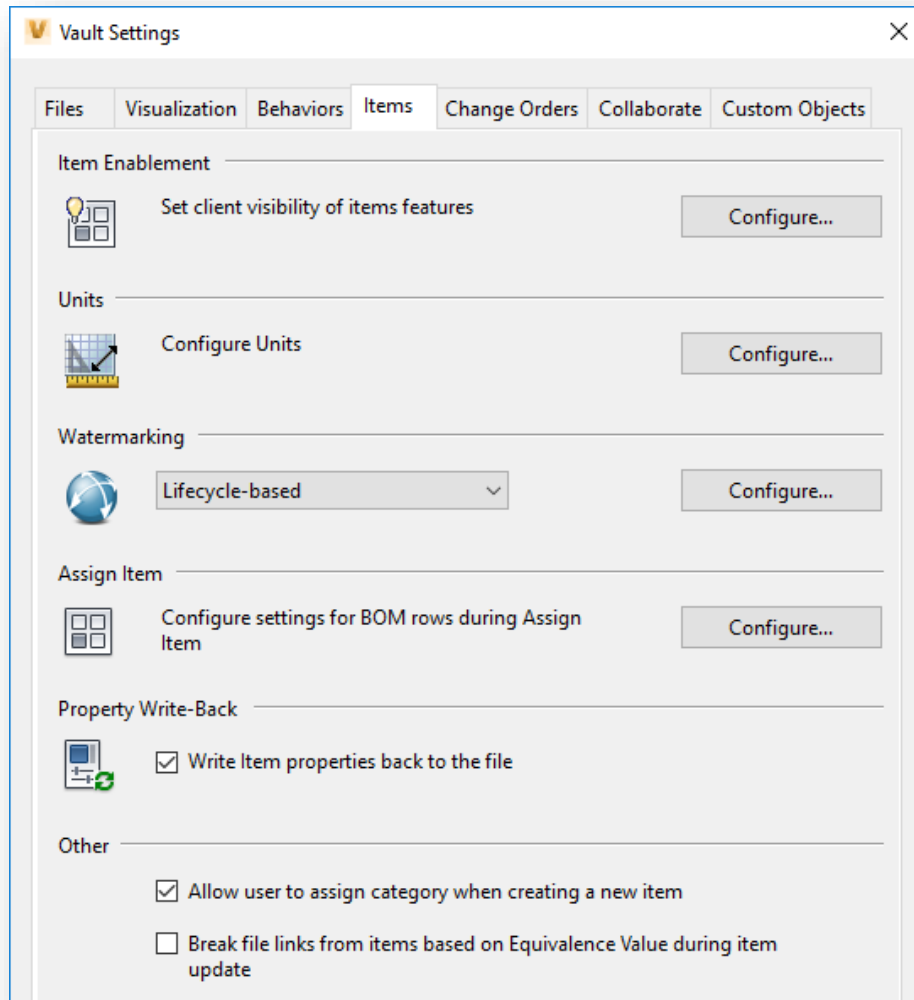 Vault Settings
Files Visualization Behaviors Items Change Orders Collaborate Custom Objects
Item Enablement
Set client visibility of items features Configure...
Units
Configure Units Configure...
Watermarking
Lifecycle-based Configure...
Assign Item
Configure settings for BOM rows during Assign
Item
Configure...
Property Write-Back
Write Item properties back to the file
Other
Allow user to assign category when creating a new item
Break file links from items based on Equivalence Value during item
update